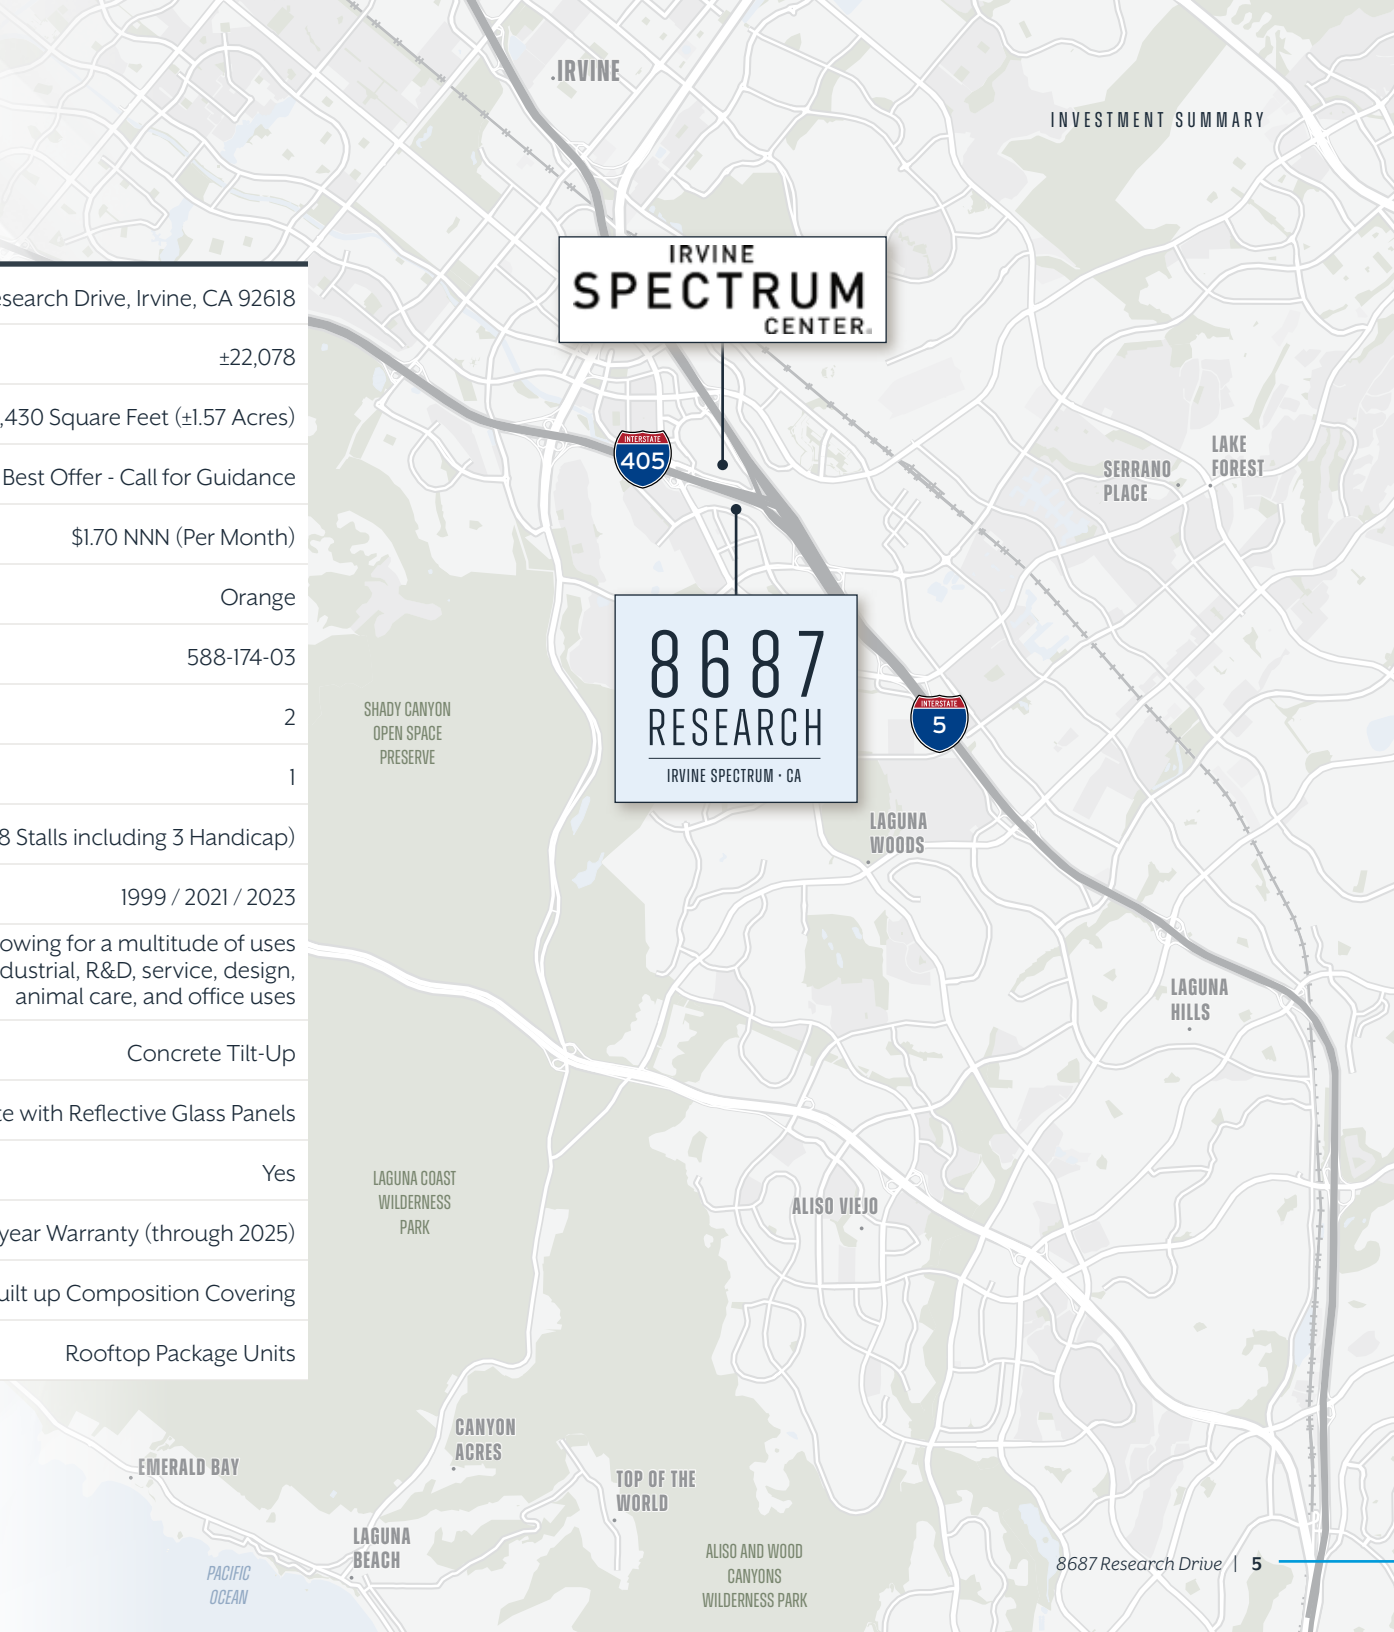 INVESTMENT SUMMARY
esearch Drive, Irvine, CA 92618
±22,078
,430 Square Feet (±1.57 Acres)
Best Offer - Call for Guidance
$1.70 NNN (Per Month)
Orange
588-174-03
2
1
8 Stalls including 3 Handicap)
1999 / 2021 / 2023
owing for a multitude of uses
dustrial, R&D, service, design,
animal care, and office uses
Concrete Tilt-Up
te with Reflective Glass Panels
Yes
year Warranty (through 2025)
uilt up Composition Covering
Rooftop Package Units
IRVINE
IRVINE
SPECTRUM
CENTER
INTERSTATE
405
LAKE
FOREST
SERRANO
PLACE
8687
RESEARCH
IRVINE SPECTRUM · CA
INTERSTATE
5
SHADY CANYON
OPEN SPACE
PRESERVE
LAGUNA
WOODS
LAGUNA
HILLS
LAGUNA COAST
WILDERNESS
PARK
ALISO VIEJO
CANYON
ACRES
EMERALD BAY
TOP OF THE
WORLD
LAGUNA
BEACH
PACIFIC
OCEAN
ALISO AND WOOD
CANYONS
WILDERNESS PARK
8687 Research Drive | 5